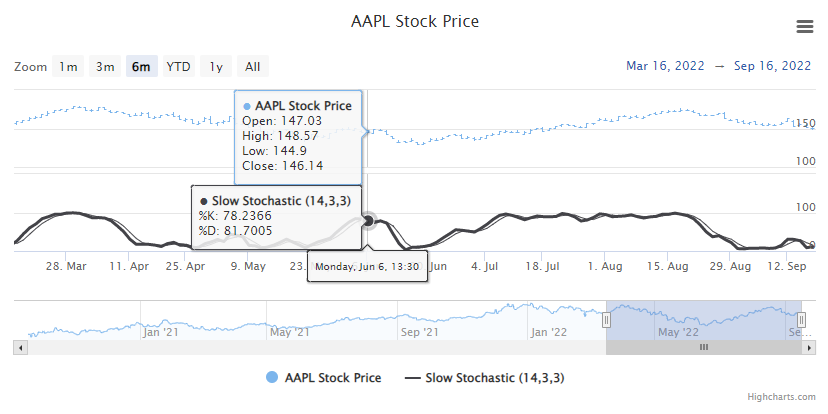 AAPL Stock Price
Zoom 1m 3m 6m YTD 1y All
Mar 16, 2022 → Sep 16, 2022
● AAPL Stock Price
Open: 147.03
High: 148.57
Low: 144.9
Close: 146.14
150
100
● Slow Stochastic (14,3,3)
%K: 78.2366
%D: 81.7005
100
0
Monday, Jun 6, 13:30
28. Mar 11. Apr 25. Apr 9. May 23. Jun 4. Jul 18. Jul 1. Aug 15. Aug 29. Aug 12. Sep
Jan '21 May '21 Sep '21 Jan '22 May '22 Se...
AAPL Stock Price Slow Stochastic (14,3,3)
Highcharts.com